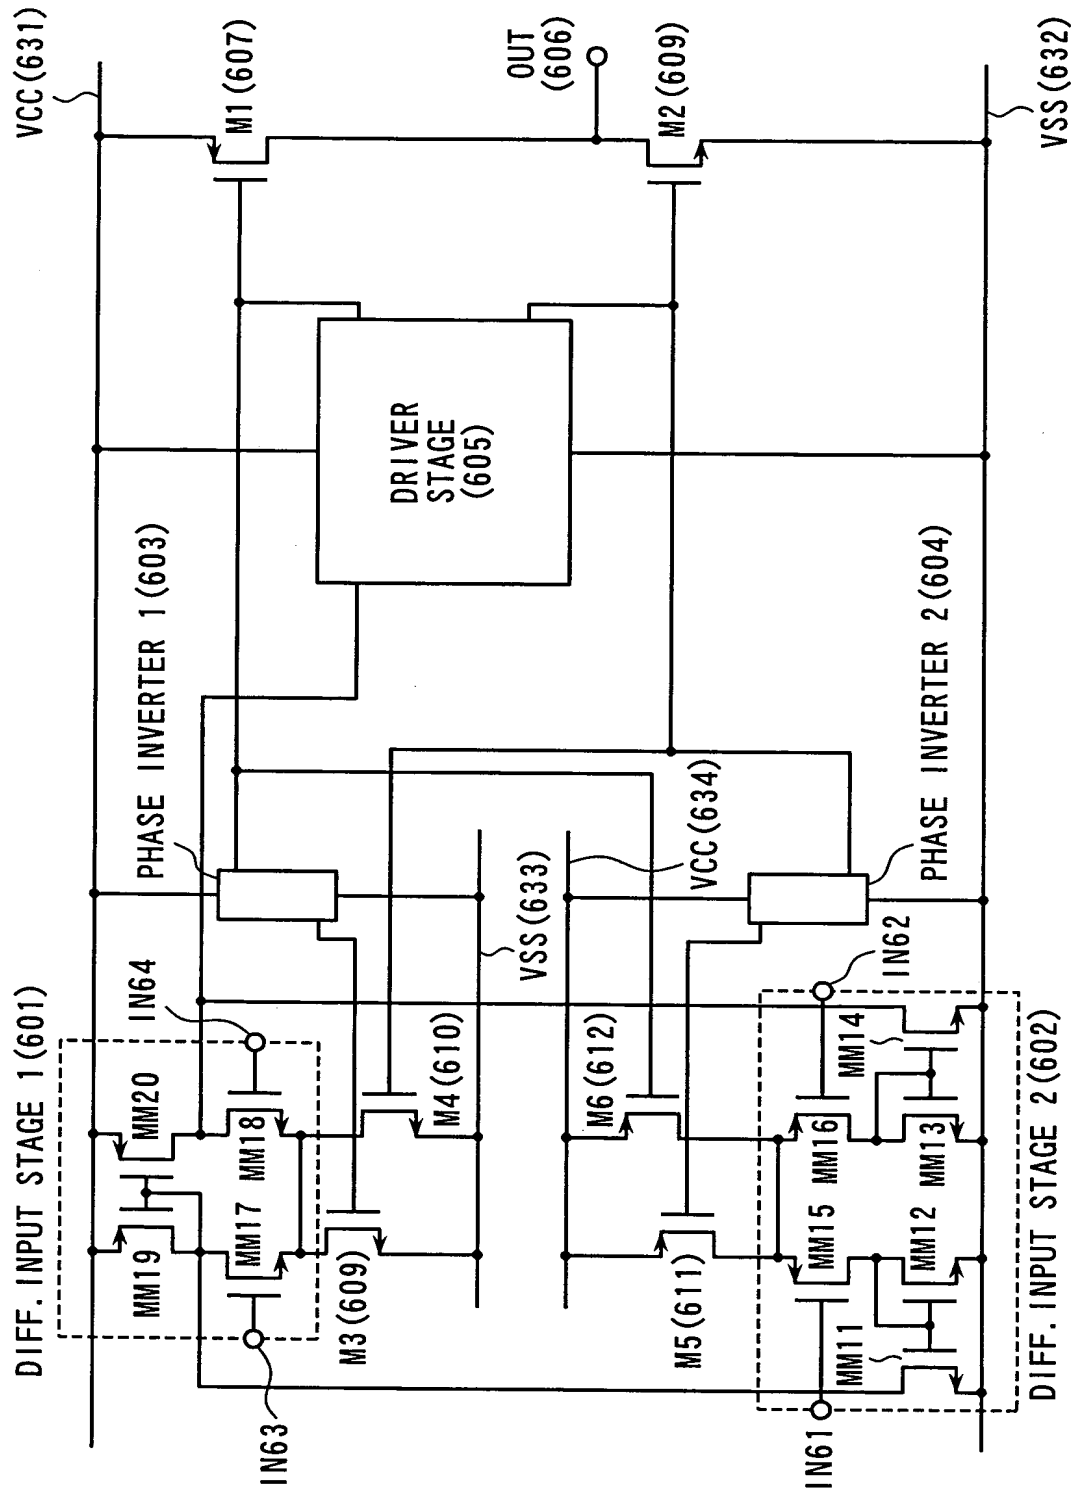 VCC(631)
M1(607)
OUT
(606)
M2(609)
VSS(632)
DRIVER
STAGE
(605)
PHASE INVERTER 1(603)
PHASE INVERTER 2(604)
VSS(633)
VCC(634)
DIFF. INPUT STAGE 1(601)
IN64
MM20
MM18
MM19
MM17
IN63
M4(610)
M3(609)
M6(612)
M5(611)
IN62
MM14
MM16
MM13
MM15
MM12
MM11
IN61
DIFF. INPUT STAGE 2(602)